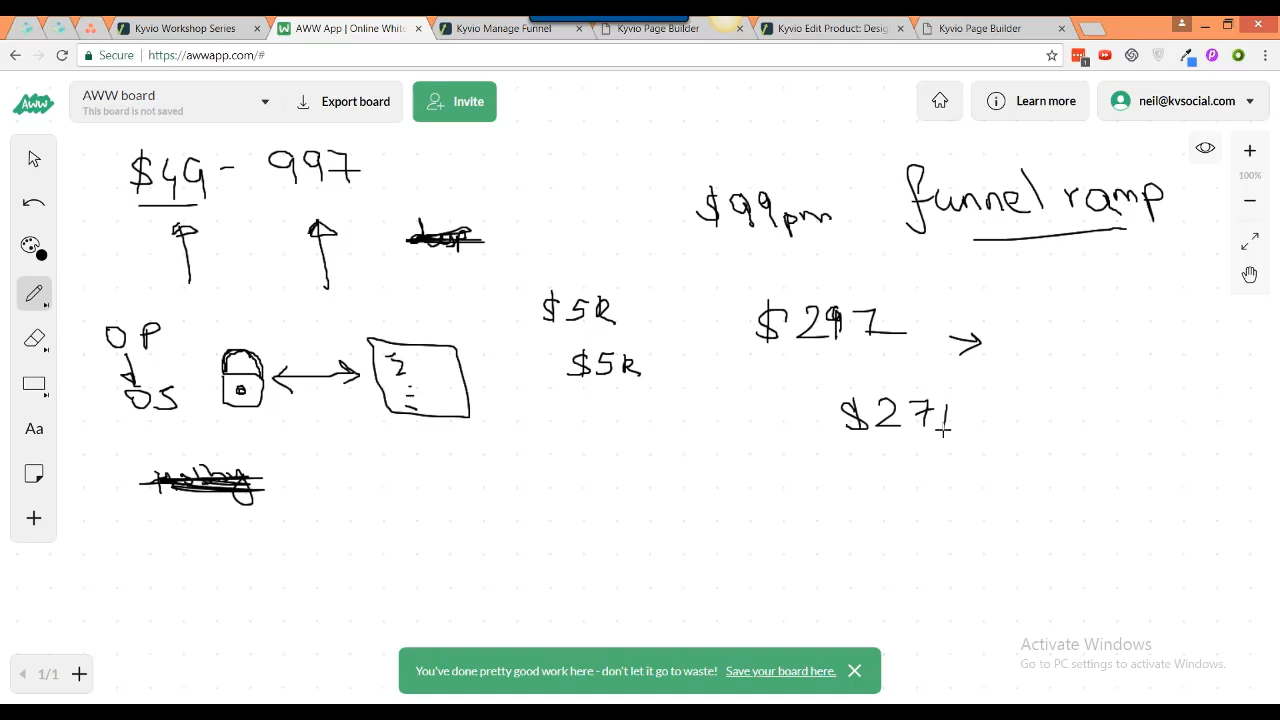 Kyvio Workshop Series
AWW App | Online White
Kyvio Manage Funnel
Kyvio Page Builder
Kyvio Edit Product: Design
Kyvio Page Builder
Secure https://awwapp.com/#
AWW
AWW board
This board is not saved
Export board
Invite
Learn more
neil@kvsocial.com
$49 - 997
$99pm
funnel ramp
100%
$5k
$297
OP
$5k
OS
$27
Aa
Activate Windows
Go to PC settings to activate Windows.
1/1
You've done pretty good work here - don't let it go to waste! Save your board here.